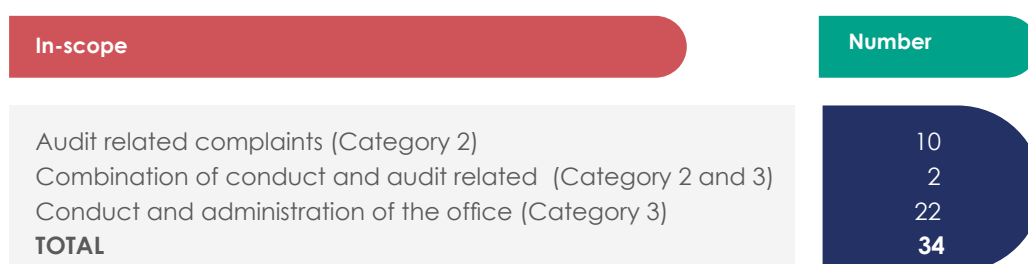 In-scope Number
Audit related complaints (Category 2) 10
Combination of conduct and audit related (Category 2 and 3) 2
Conduct and administration of the office (Category 3) 22
TOTAL 34